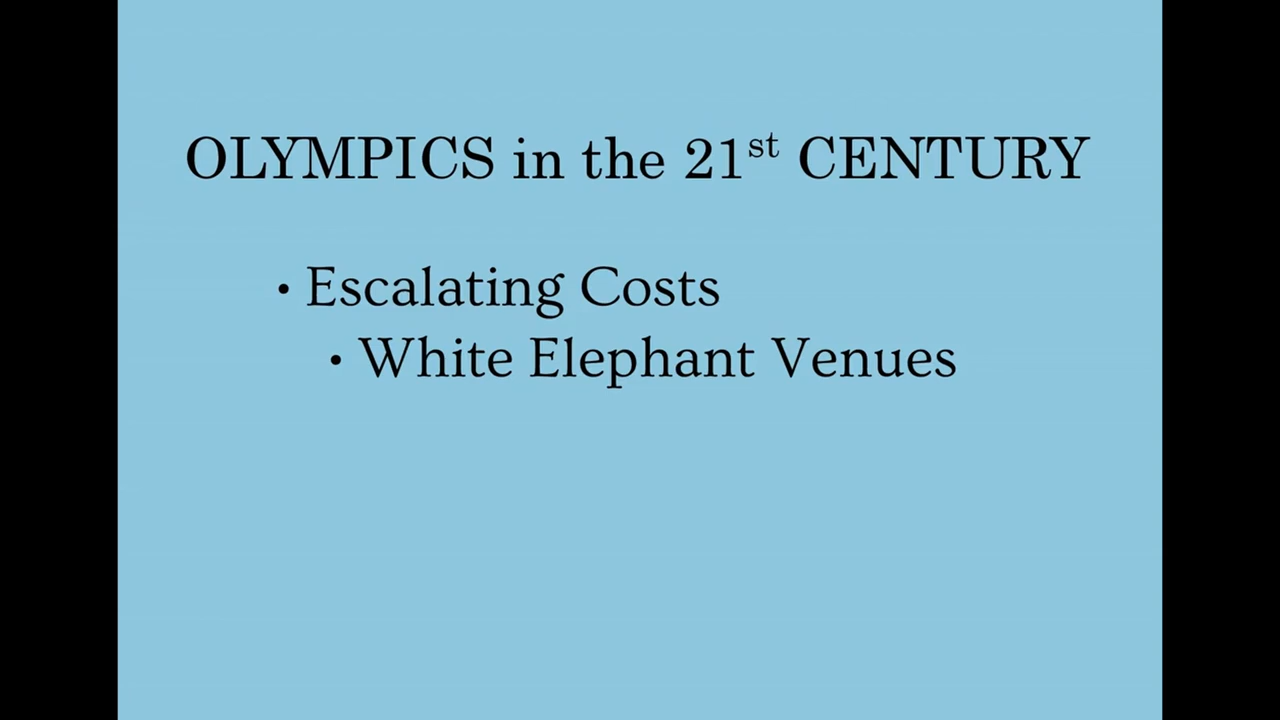 OLYMPICS in the 21st CENTURY
• Escalating Costs
• White Elephant Venues